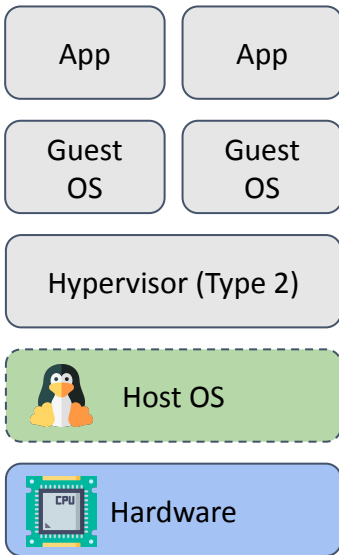 App
App
Guest
OS
Guest
OS
Hypervisor (Type 2)
Host OS
CPU
Hardware